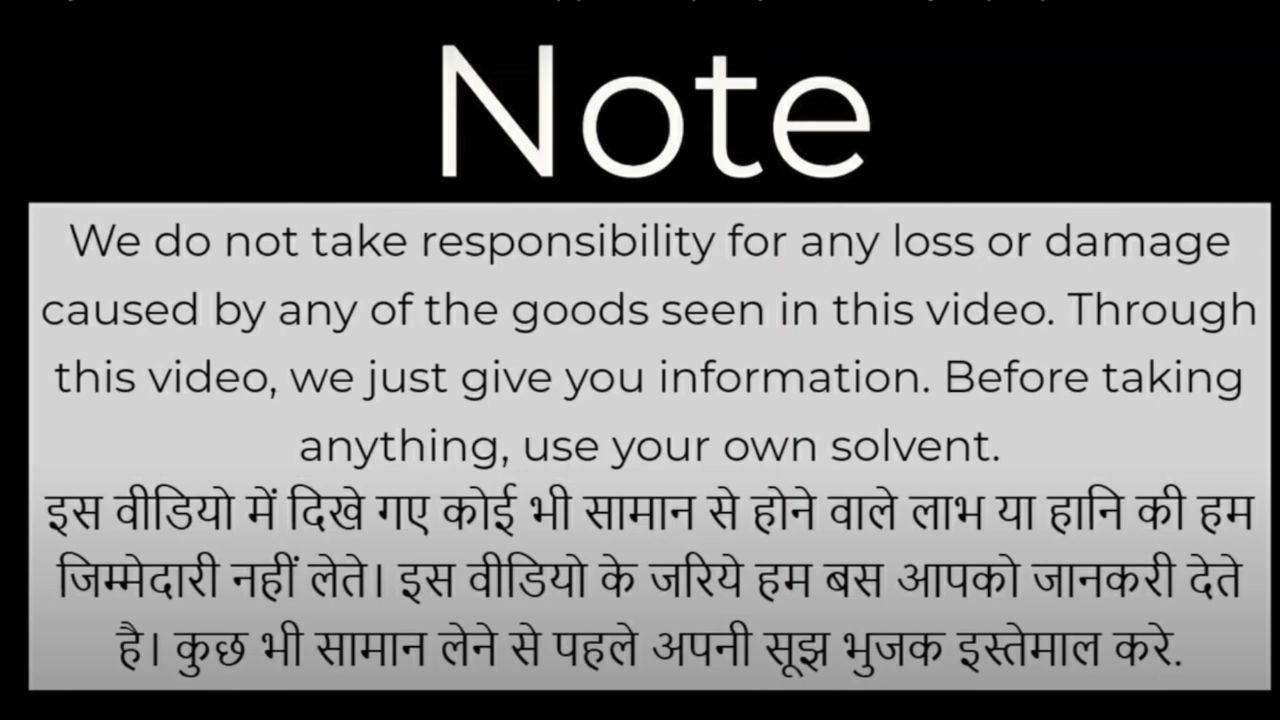 Note
We do not take responsibility for any loss or damage
caused by any of the goods seen in this video. Through
this video, we just give you information. Before taking
anything, use your own solvent.
इस वीडियो में दिखे गए कोई भी सामान से होने वाले लाभ या हानि की हम
जिम्मेदारी नहीं लेते। इस वीडियो के जरिये हम बस आपको जानकरी देते
है। कुछ भी सामान लेने से पहले अपनी सूझ भुजक इस्तेमाल करे.